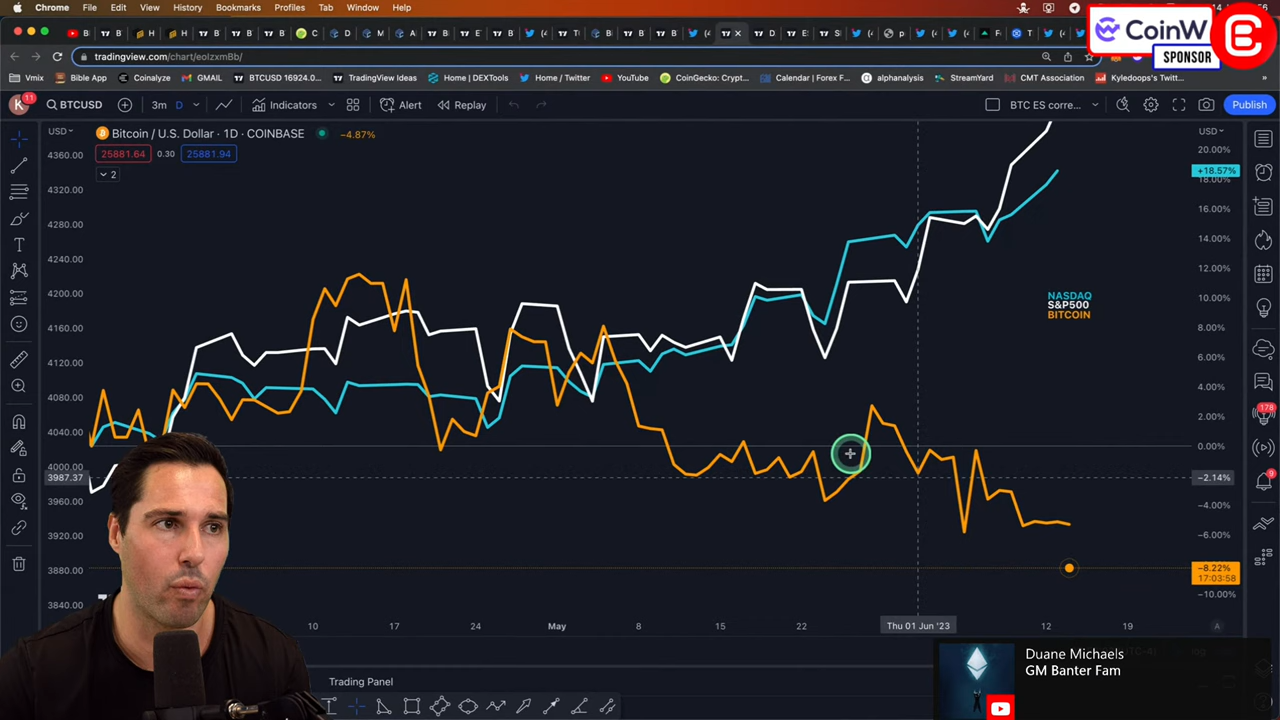 Chrome File Edit View History Bookmarks Profiles Tab Window Help
tradingview.com/chart/eoIzxmBb/
Vmix Bible App Coinalyze GMAIL BTCUSD 16924.0... TradingView Ideas Home | DEXTools Home / Twitter YouTube CoinGecko: Crypt... Calendar | Forex F... alphanalysis StreamYard CMT Association Kyledoops's Twitt...
CoinW
SPONSOR
K 11 BTCUSD 3m D Indicators Alert Replay BTC ES corre... Publish
USD
Bitcoin / U.S. Dollar · 1D · COINBASE −4.87%
25881.64 0.30 25881.94
2
4360.00
4320.00
4280.00
4240.00
4200.00
4160.00
4120.00
4080.00
4040.00
4000.00
3987.37
3960.00
3920.00
3880.00
3840.00
USD
20.00%
+18.57%
18.00%
16.00%
14.00%
12.00%
10.00%
8.00%
6.00%
4.00%
2.00%
0.00%
−2.14%
−4.00%
−6.00%
−8.22%
17:03:58
−10.00%
NASDAQ
S&P500
BITCOIN
178
10 17 24 May 8 15 22 Thu 01 Jun '23 12 19 A
Duane Michaels
GM Banter Fam
Trading Panel